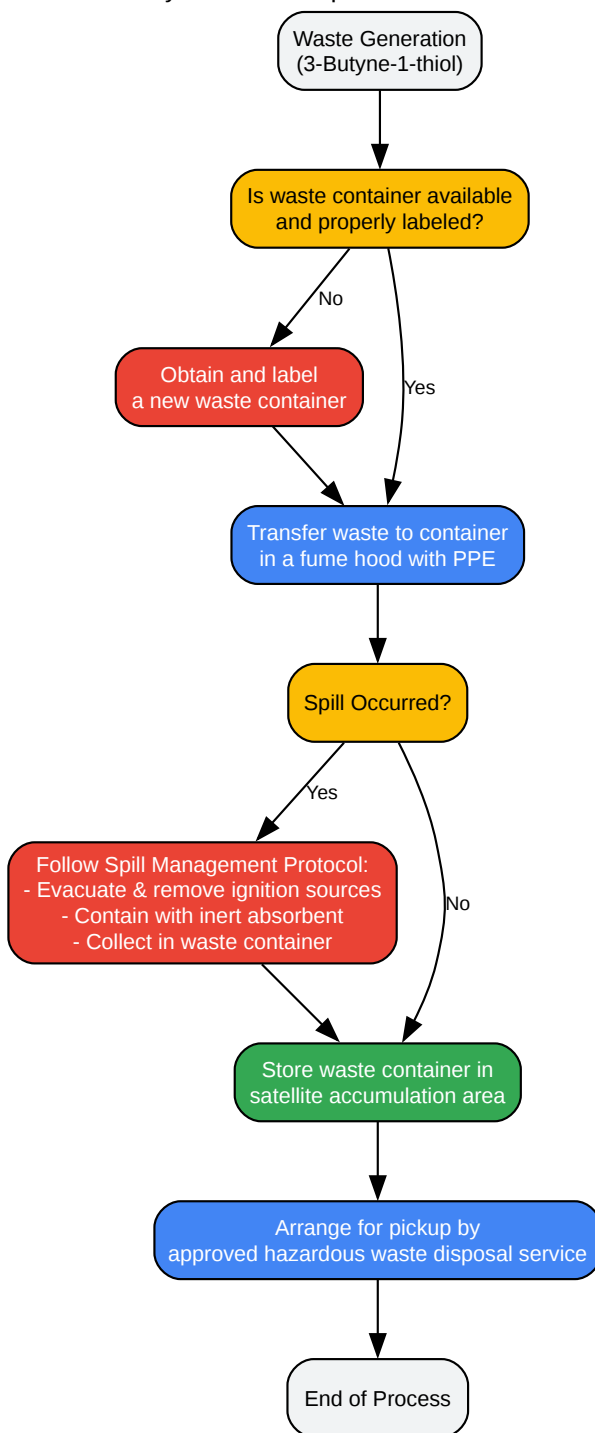 Waste Generation
(3-Butyne-1-thiol)
Is waste container available
and properly labeled?
No
Yes
Obtain and label
a new waste container
Transfer waste to container
in a fume hood with PPE
Spill Occurred?
Yes
No
Follow Spill Management Protocol:
- Evacuate & remove ignition sources
- Contain with inert absorbent
- Collect in waste container
Store waste container in
satellite accumulation area
Arrange for pickup by
approved hazardous waste disposal service
End of Process